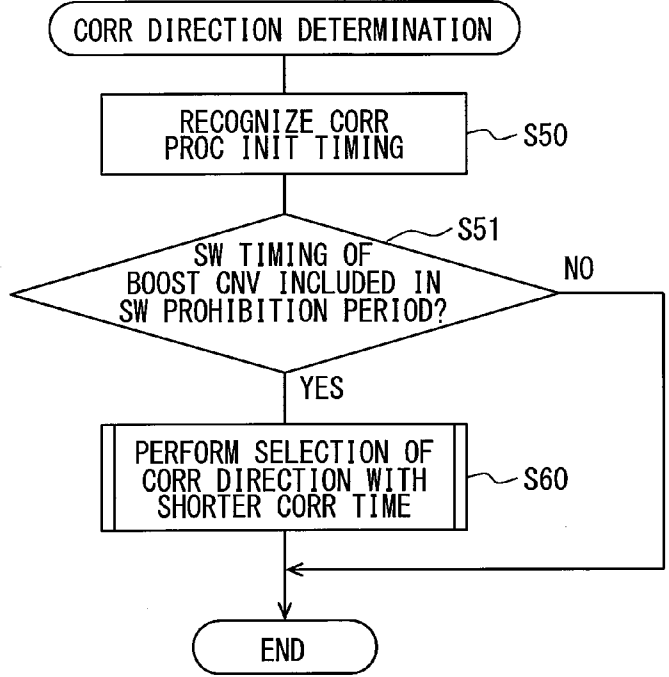 CORR DIRECTION DETERMINATION
RECOGNIZE CORR
PROC INIT TIMING
S50
S51
SW TIMING OF
BOOST CNV INCLUDED IN
SW PROHIBITION PERIOD?
NO
YES
PERFORM SELECTION OF
CORR DIRECTION WITH
SHORTER CORR TIME
S60
END